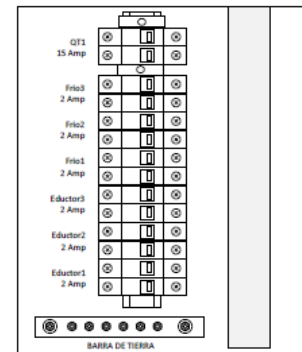 QT1
15 Amp
Frio3
2 Amp
Frio2
2 Amp
Frio1
2 Amp
Eductor3
2 Amp
Eductor2
2 Amp
Eductor1
2 Amp
BARRA DE TIERRA